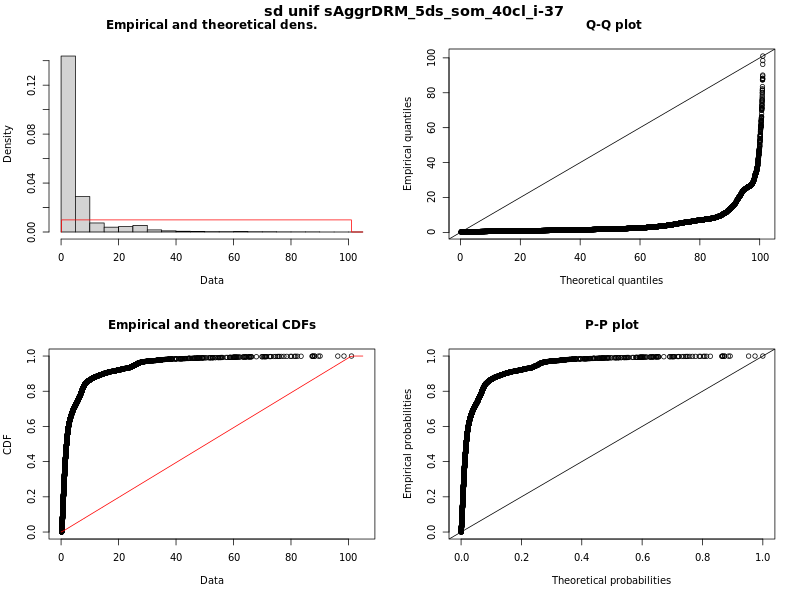 sd unif sAggrDRM_5ds_som_40cl_i-37
Empirical and theoretical dens.
Density
0.00 0.04 0.08 0.12
0 20 40 60 80 100
Data
Q-Q plot
Empirical quantiles
0 20 40 60 80 100
0 20 40 60 80 100
Theoretical quantiles
Empirical and theoretical CDFs
CDF
0.0 0.2 0.4 0.6 0.8 1.0
0 20 40 60 80 100
Data
P-P plot
Empirical probabilities
0.0 0.2 0.4 0.6 0.8 1.0
0.0 0.2 0.4 0.6 0.8 1.0
Theoretical probabilities